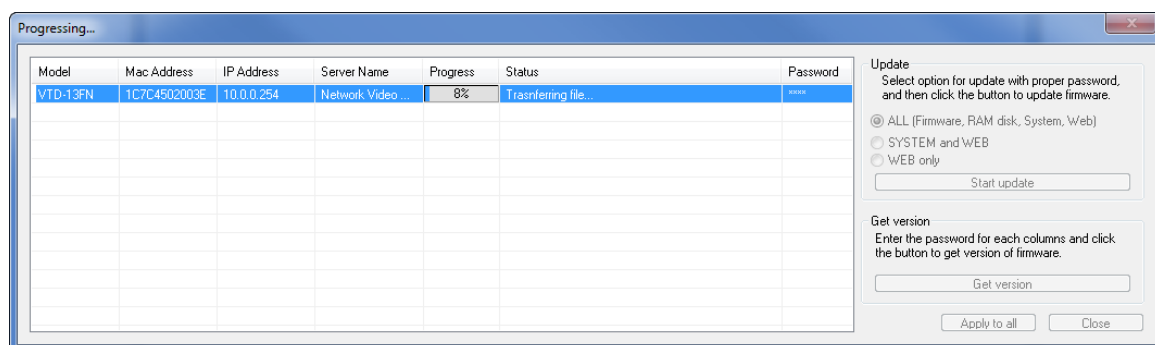 Progressing...
Model Mac Address IP Address Server Name Progress Status Password
VTD-13FN 1C7C4502003E 10.0.0.254 Network Video ... 8% Trasnferring file... ****
Update
Select option for update with proper password,
and then click the button to update firmware.
ALL (Firmware, RAM disk, System, Web)
SYSTEM and WEB
WEB only
Start update
Get version
Enter the password for each columns and click
the button to get version of firmware.
Get version
Apply to all Close